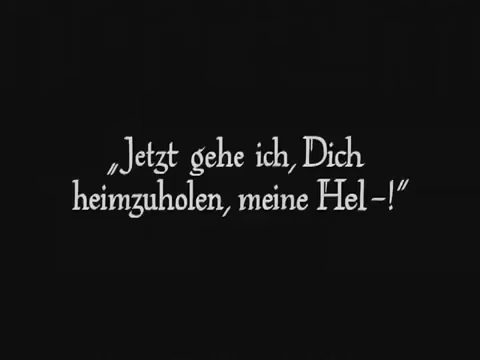 „Jetzt gehe ich, Dich
heimzuholen, meine Hel-!“